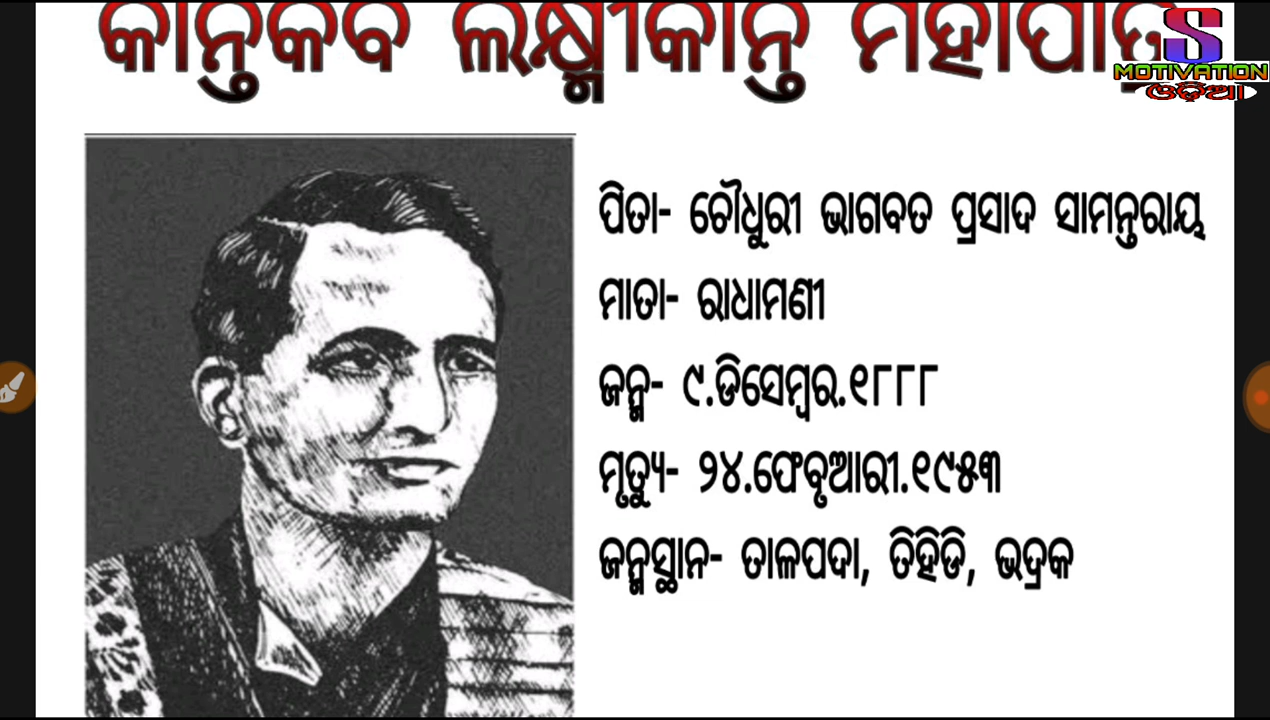 କାନ୍ତକବି ଲକ୍ଷ୍ମୀକାନ୍ତ ମହାପାତ୍ର
S
MOTIVATION
ଓଡ଼ିଆ
ପିତା- ଚୌଧୁରୀ ଭାଗବତ ପ୍ରସାଦ ସାମନ୍ତରାୟ
ମାତା- ରାଧାମଣୀ
ଜନ୍ମ- ୯.ଡିସେମ୍ବର.୧୮୮୮
ମୃତ୍ୟୁ- ୨୪.ଫେବୃଆରୀ.୧୯୫୩
ଜନ୍ମସ୍ଥାନ- ତାଳପଦା, ତିହିଡି, ଭଦ୍ରକ